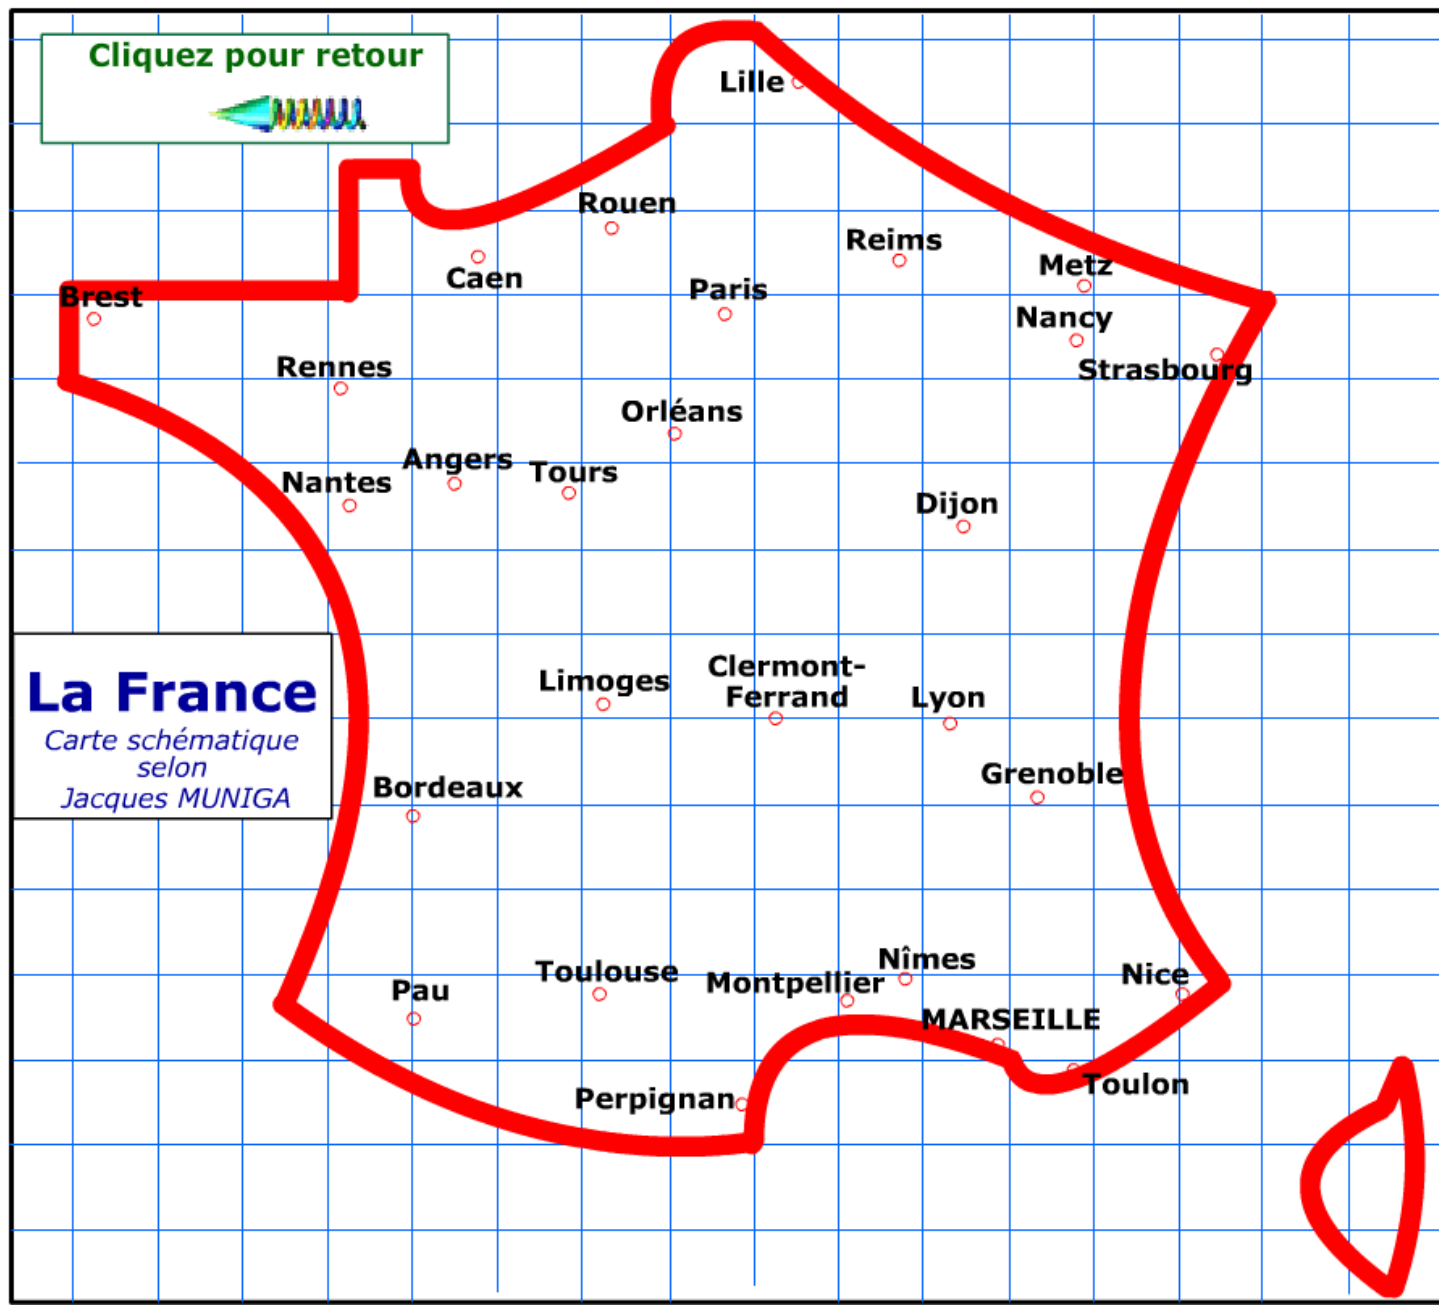 Cliquez pour retour
Lille
Rouen
Reims
Caen
Metz
Paris
Brest
Nancy
Rennes
Strasbourg
Orléans
Angers
Tours
Nantes
Dijon
Clermont-
Ferrand
Limoges
Lyon
La France
Carte schématique
selon
Jacques MUNIGA
Grenoble
Bordeaux
Nîmes
Toulouse
Montpellier
Nice
Pau
MARSEILLE
Toulon
Perpignan